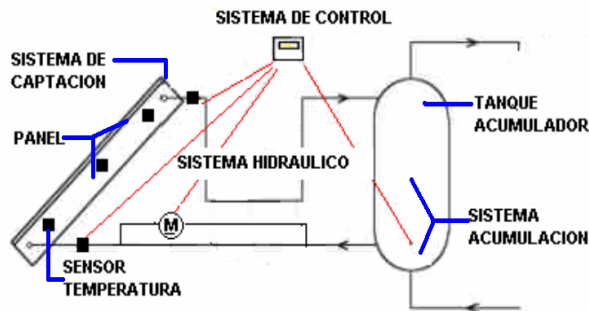 SISTEMA DE CONTROL
SISTEMA DE
CAPTACION
PANEL
TANQUE
ACUMULADOR
SISTEMA HIDRAULICO
M
SISTEMA
ACUMULACION
SENSOR
TEMPERATURA